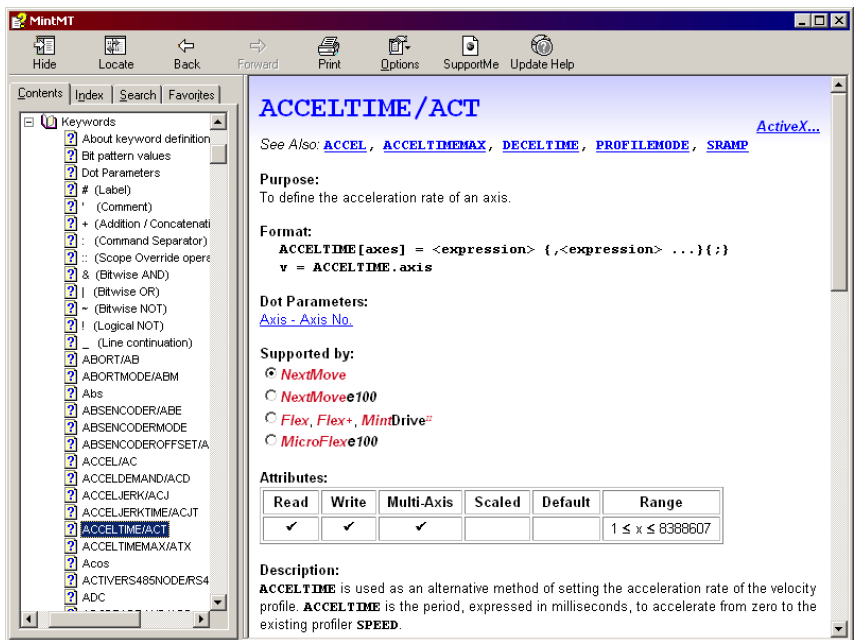 MintMT
Hide Locate Back Forward Print Options SupportMe Update Help
Contents Index Search Favorites
Keywords
About keyword definition
Bit pattern values
Dot Parameters
# (Label)
' (Comment)
+ (Addition / Concatenati
: (Command Separator)
:: (Scope Override opera
& (Bitwise AND)
| (Bitwise OR)
~ (Bitwise NOT)
! (Logical NOT)
_ (Line continuation)
ABORT/AB
ABORTMODE/ABM
Abs
ABSENCODER/ABE
ABSENCODERMODE
ABSENCODEROFFSET/A
ACCEL/AC
ACCELDEMAND/ACD
ACCELJERK/ACJ
ACCELJERKTIME/ACJT
ACCELTIME/ACT
ACCELTIMEMAX/ATX
Acos
ACTIVERS485NODE/RS4
ADC
ACCELTIME/ACT
ActiveX...
See Also: ACCEL, ACCELTIMEMAX, DECELTIME, PROFILEMODE, SRAMP
Purpose:
To define the acceleration rate of an axis.
Format:
ACCELTIME[axes] = <expression> {,<expression> ...}{;}
v = ACCELTIME.axis
Dot Parameters:
Axis - Axis No.
Supported by:
NextMove
NextMovee100
Flex, Flex+, MintDrive
MicroFlexe100
Attributes:
Read Write Multi-Axis Scaled Default Range
✔ ✔ ✔ 1 ≤ x ≤ 8388607
Description:
ACCELTIME is used as an alternative method of setting the acceleration rate of the velocity
profile. ACCELTIME is the period, expressed in milliseconds, to accelerate from zero to the
existing profiler SPEED.